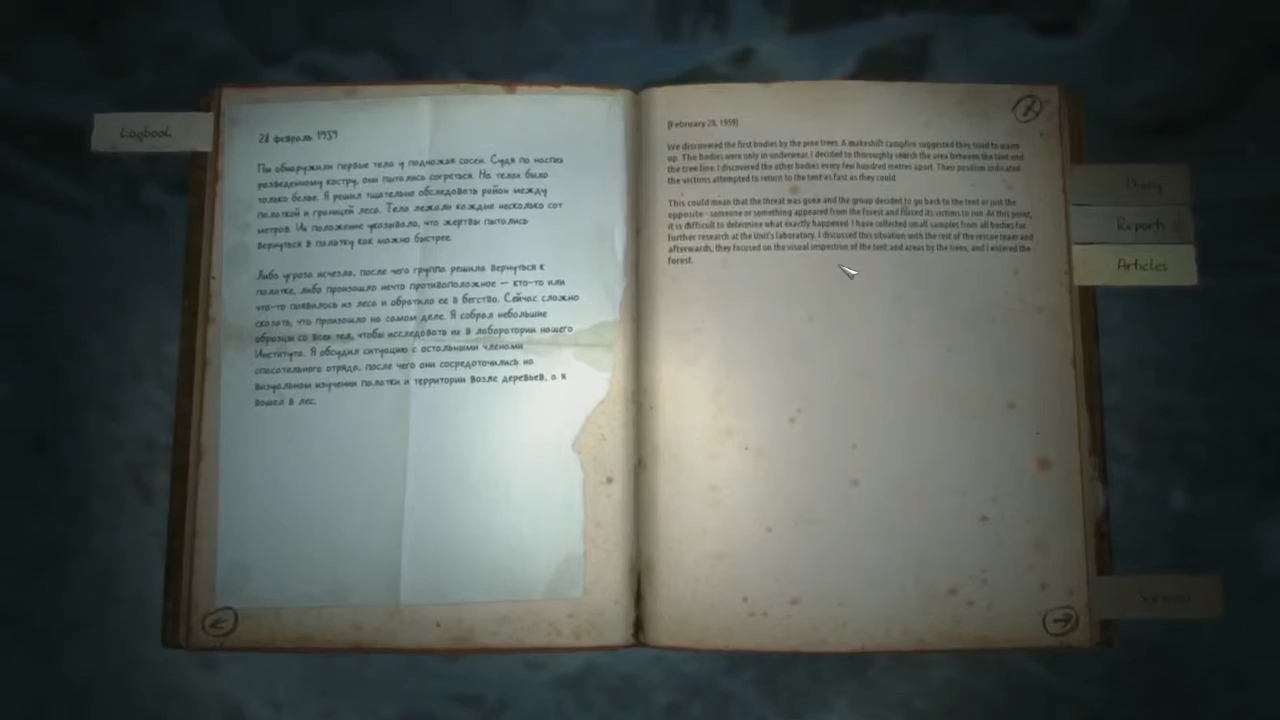 Logbook
28 февраль 1959
Мы обнаружили первые тела у подножая сосен. Судя по наспех
разведенному костру, они пытались согреться. На телах было
только белье. Я решил тщательно обследовать район между
палаткой и границей леса. Тела лежали каждые несколько сот
метров. Их положение указывало, что жертвы пытались
вернуться в палатку как можно быстрее.
Либо угроза исчезла, после чего группа решила вернуться к
палатке, либо произошло нечто противоположное — кто-то или
что-то появилось из леса и обратило ее в бегство. Сейчас сложно
сказать, что произошло на самом деле. Я собрал небольшие
образцы со всех тел, чтобы исследовать их в лаборатории нашего
Института. Я обсудил ситуацию с остальными членами
спасательного отряда, после чего они сосредоточились на
визуальном изучении палатки и территории возле деревьев, а я
вошел в лес.
[February 28, 1959]
We discovered the first bodies by the pine trees. A makeshift campfire suggested they tried to warm
up. The bodies were only in underwear. I decided to thoroughly search the area between the tent and
the tree line. I discovered the other bodies every few hundred metres apart. Their position indicated
the victims attempted to return to the tent as fast as they could.
This could mean that the threat was gone and the group decided to go back to the tent or just the
opposite - someone or something appeared from the forest and forced its victims to run. At this point,
it is difficult to determine what exactly happened. I have collected small samples from all bodies for
further research at the Unit's laboratory. I discussed this situation with the rest of the rescue team and
afterwards, they focused on the visual inspection of the tent and areas by the trees, and I entered the
forest.
Reports
Articles